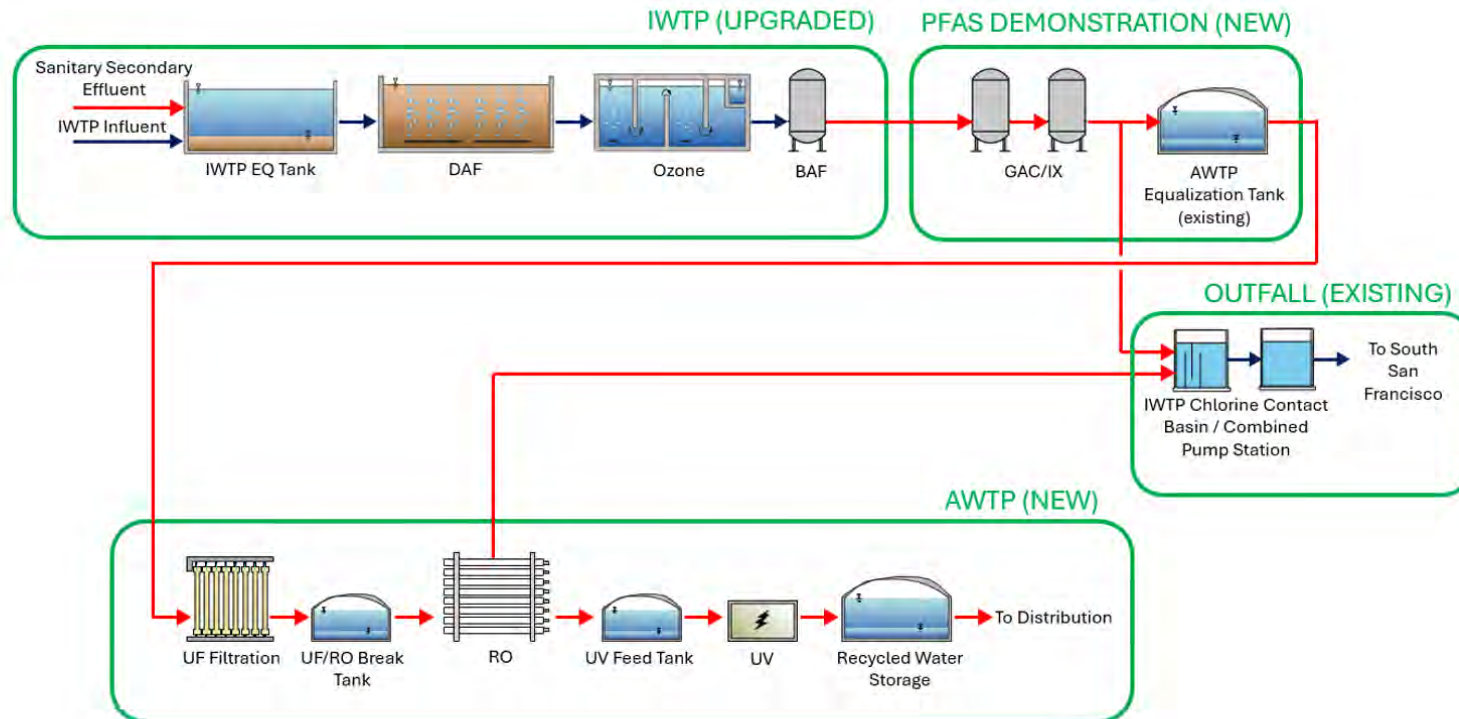 IWTP (UPGRADED)
Sanitary Secondary
Effluent
IWTP Influent
IWTP EQ Tank
DAF
Ozone
BAF
PFAS DEMONSTRATION (NEW)
GAC/IX
AWTP
Equalization Tank
(existing)
OUTFALL (EXISTING)
IWTP Chlorine Contact
Basin / Combined
Pump Station
To South
San
Francisco
AWTP (NEW)
UF Filtration
UF/RO Break
Tank
RO
UV Feed Tank
UV
Recycled Water
Storage
To Distribution